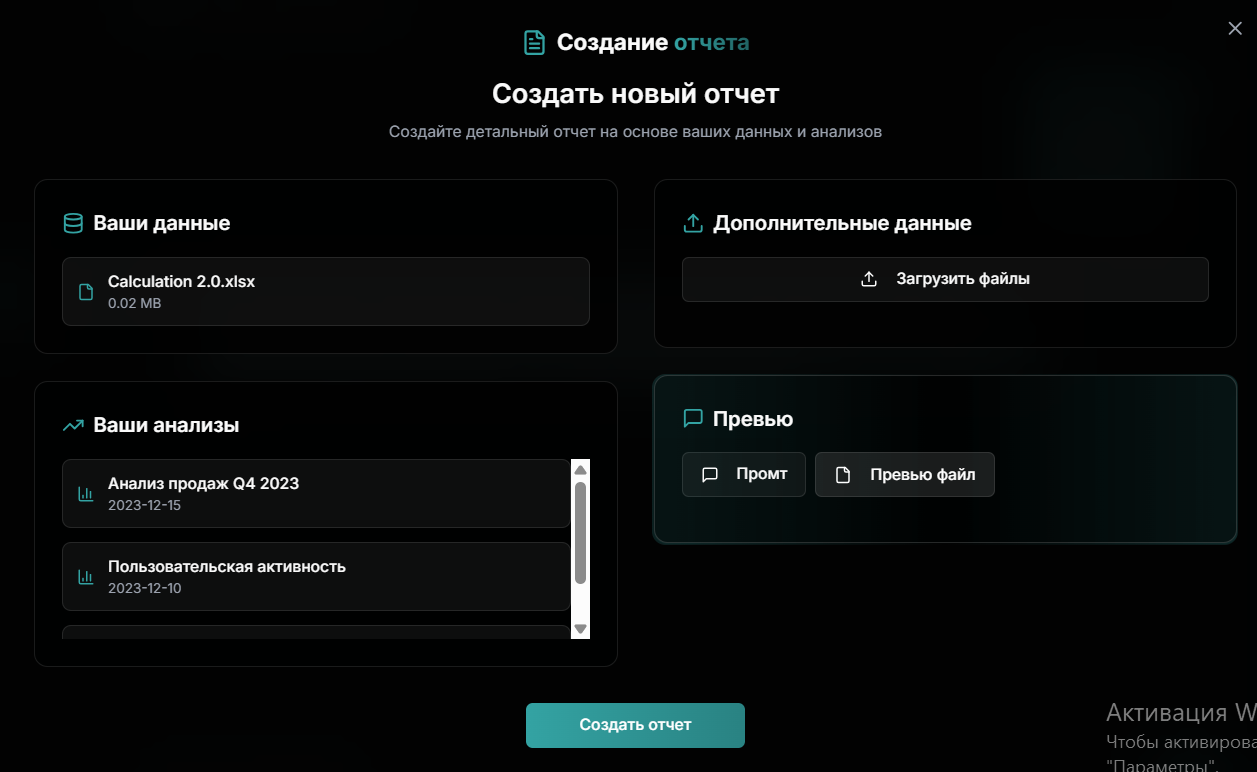 Создание отчета
Создать новый отчет
Создайте детальный отчет на основе ваших данных и анализов
Ваши данные
Calculation 2.0.xlsx
0.02 MB
Дополнительные данные
Загрузить файлы
Ваши анализы
Анализ продаж Q4 2023
2023-12-15
Пользовательская активность
2023-12-10
Превью
Промт
Превью файл
Создать отчет
Активация W
Чтобы активирова
"Параметры".